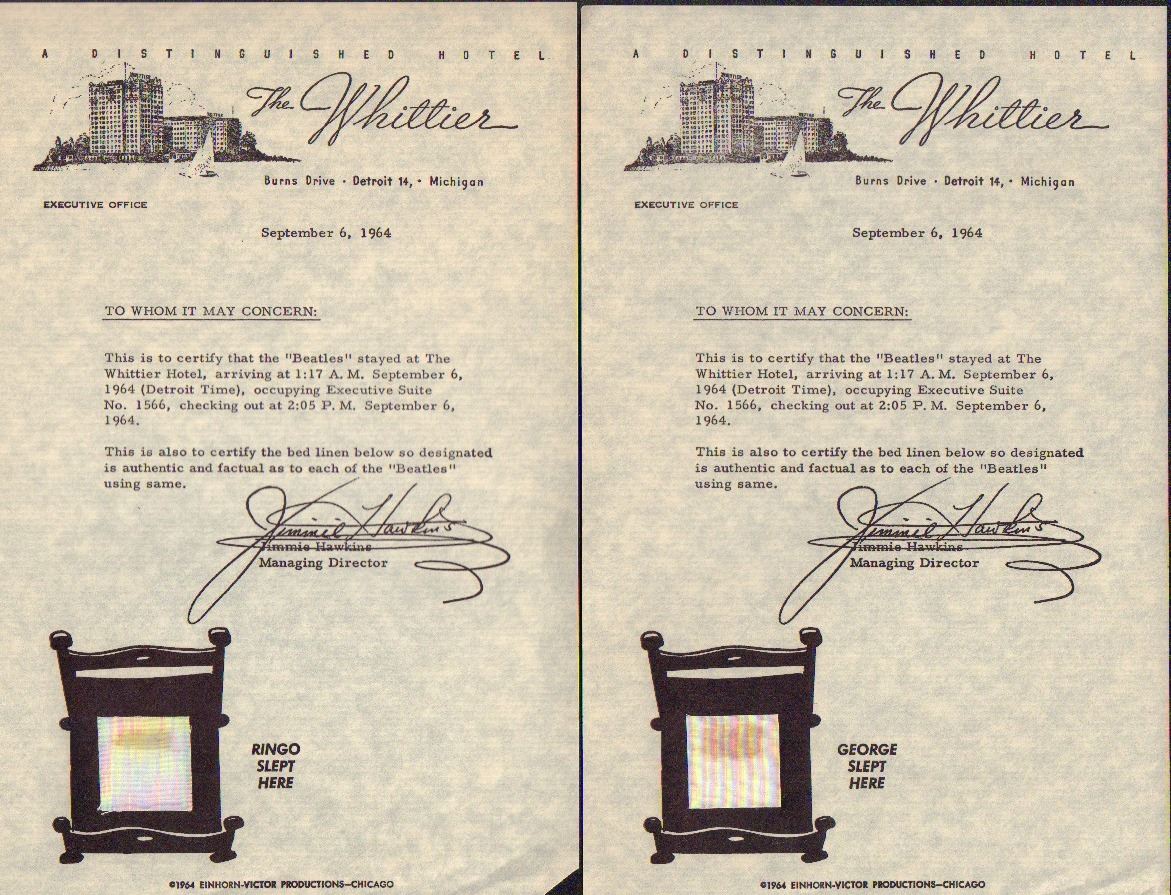 A DISTINGUISHED HOTEL
The Whittier
Burns Drive · Detroit 14, · Michigan
EXECUTIVE OFFICE
September 6, 1964
TO WHOM IT MAY CONCERN:
This is to certify that the "Beatles" stayed at The
Whittier Hotel, arriving at 1:17 A.M. September 6,
1964 (Detroit Time), occupying Executive Suite
No. 1566, checking out at 2:05 P.M. September 6,
1964.
This is also to certify the bed linen below so designated
is authentic and factual as to each of the "Beatles"
using same.
Jimmie Hawkins
Jimmie Hawkins
Managing Director
RINGO
SLEPT
HERE
©1964 EINHORN-VICTOR PRODUCTIONS—CHICAGO
A DISTINGUISHED HOTEL
The Whittier
Burns Drive · Detroit 14, · Michigan
EXECUTIVE OFFICE
September 6, 1964
TO WHOM IT MAY CONCERN:
This is to certify that the "Beatles" stayed at The
Whittier Hotel, arriving at 1:17 A.M. September 6,
1964 (Detroit Time), occupying Executive Suite
No. 1566, checking out at 2:05 P.M. September 6,
1964.
This is also to certify the bed linen below so designated
is authentic and factual as to each of the "Beatles"
using same.
Jimmie Hawkins
Jimmie Hawkins
Managing Director
GEORGE
SLEPT
HERE
©1964 EINHORN-VICTOR PRODUCTIONS—CHICAGO